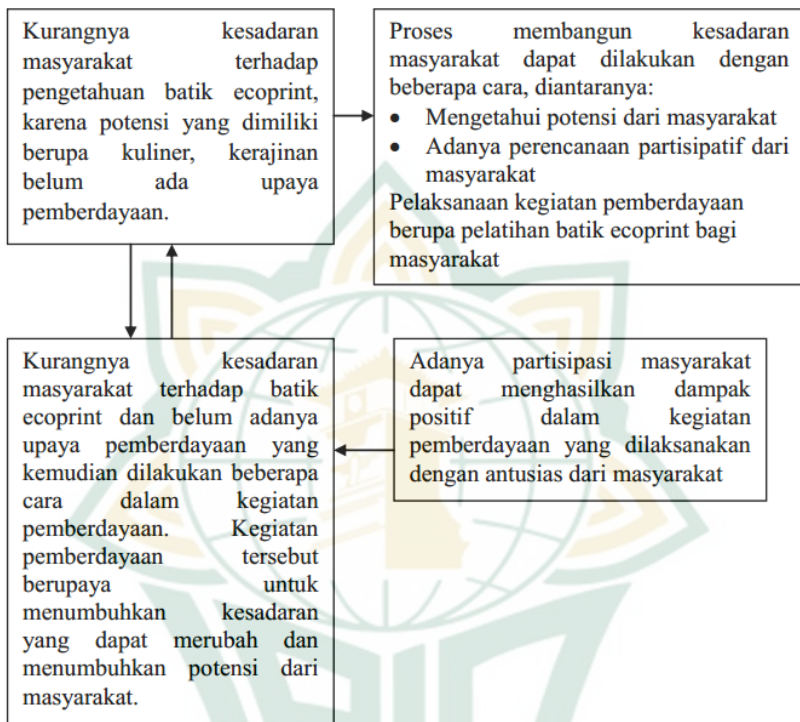 Kurangnya kesadaran
masyarakat terhadap
pengetahuan batik ecoprint,
karena potensi yang dimiliki
berupa kuliner, kerajinan
belum ada upaya
pemberdayaan.
Proses membangun kesadaran
masyarakat dapat dilakukan dengan
beberapa cara, diantaranya:
• Mengetahui potensi dari masyarakat
• Adanya perencanaan partisipatif dari
masyarakat
Pelaksanaan kegiatan pemberdayaan
berupa pelatihan batik ecoprint bagi
masyarakat
Kurangnya kesadaran
masyarakat terhadap batik
ecoprint dan belum adanya
upaya pemberdayaan yang
kemudian dilakukan beberapa
cara dalam kegiatan
pemberdayaan. Kegiatan
pemberdayaan tersebut
berupaya untuk
menumbuhkan kesadaran
yang dapat merubah dan
menumbuhkan potensi dari
masyarakat.
Adanya partisipasi masyarakat
dapat menghasilkan dampak
positif dalam kegiatan
pemberdayaan yang dilaksanakan
dengan antusias dari masyarakat